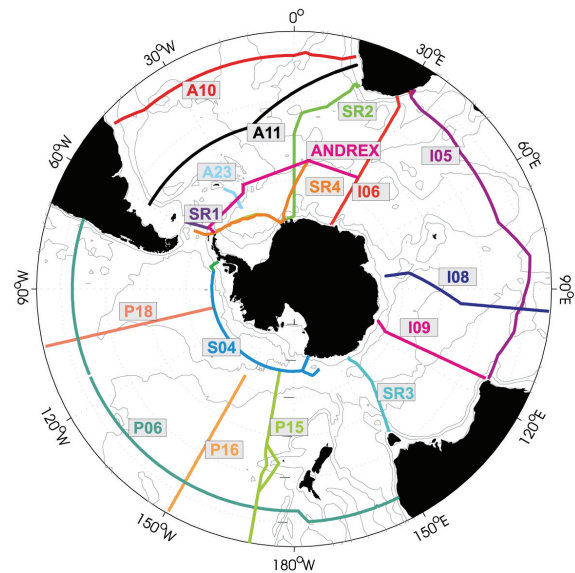 0°
30°W
30°E
A10
SR2
A11
ANDREX
I05
60°W
60°E
A23
SR4
I06
SR1
I08
90°W
90°E
P18
I09
S04
SR3
P06
P15
P16
120°W
120°E
150°W
150°E
180°W